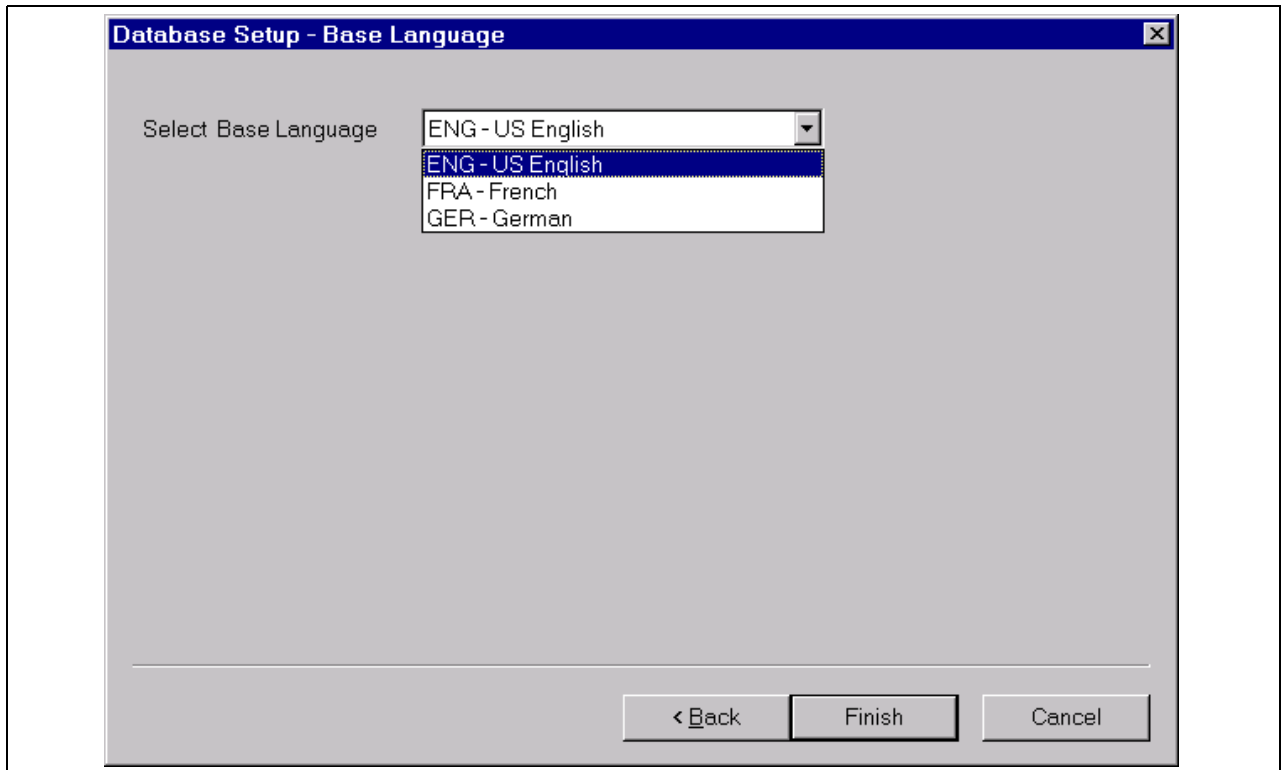 Database Setup - Base Language
Select Base Language
ENG - US English
ENG - US English
FRA - French
GER - German
< Back
Finish
Cancel